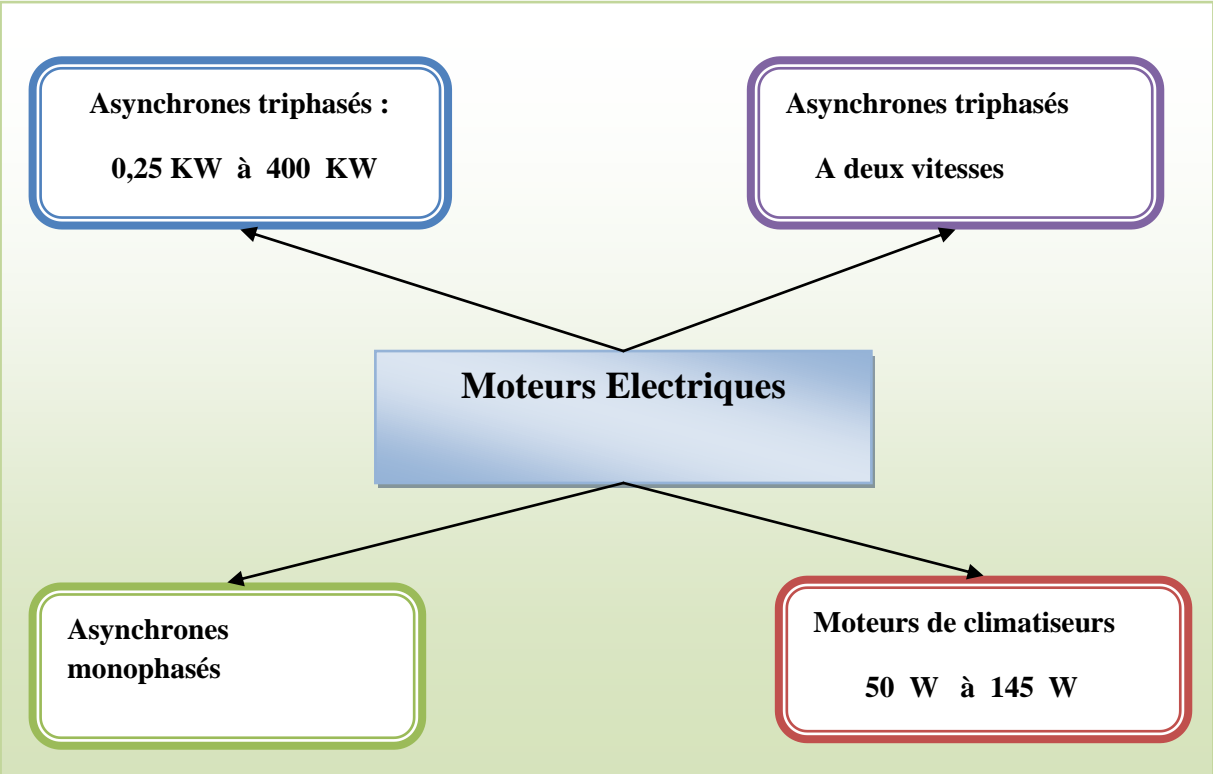 Asynchrones triphasés :
0,25 KW à 400 KW
Asynchrones triphasés
A deux vitesses
Moteurs Electriques
Asynchrones
monophasés
Moteurs de climatiseurs
50 W à 145 W